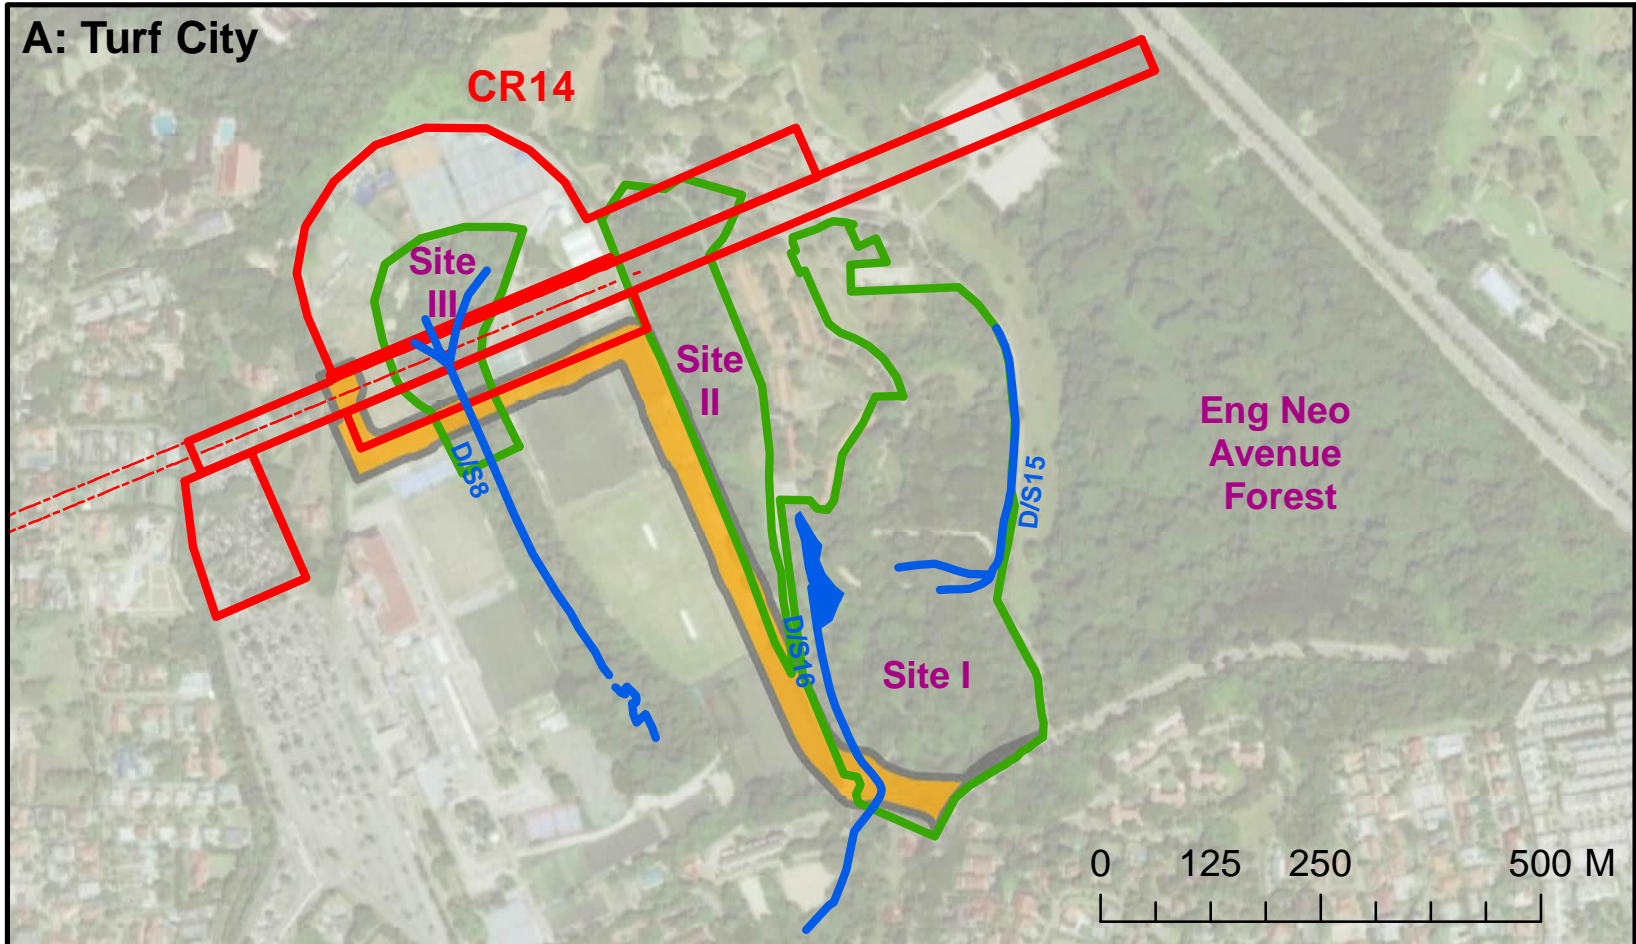 A: Turf City
CR14
Site
III
Site
II
Eng Neo
Avenue
Forest
D/S8
D/S15
D/S16
Site I
0 125 250 500 M